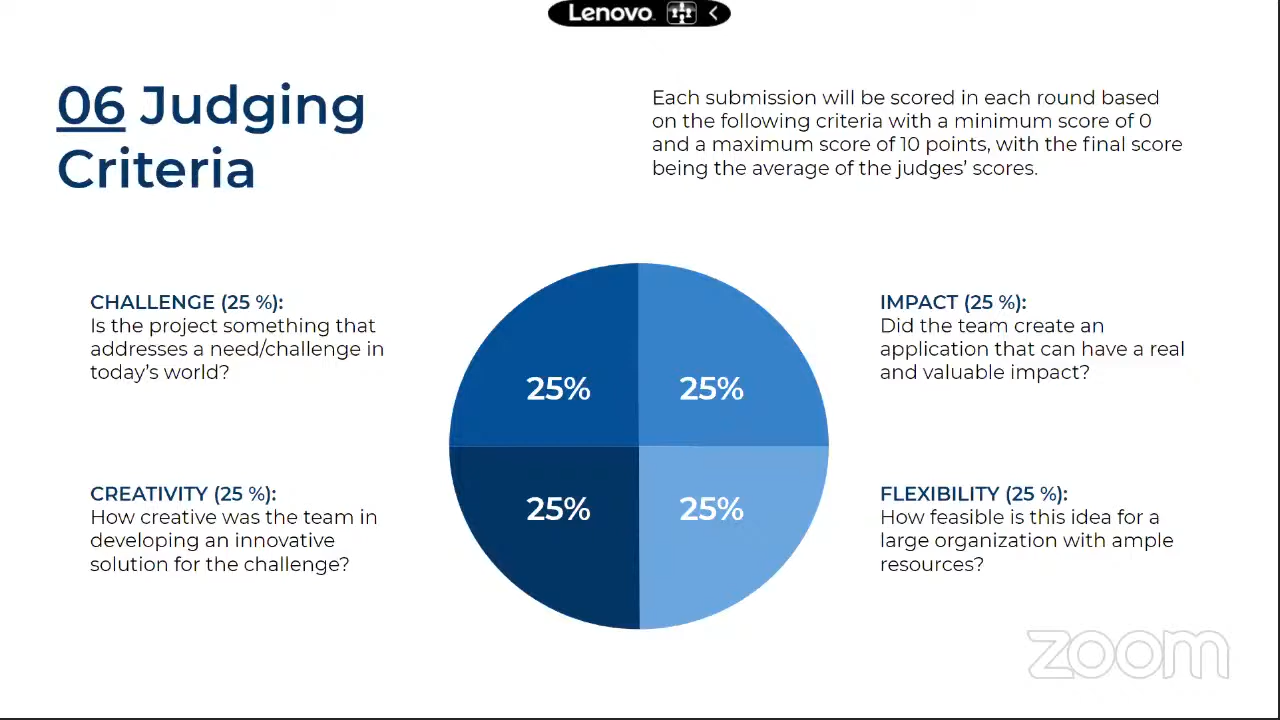 Lenovo
06 Judging
Criteria
Each submission will be scored in each round based
on the following criteria with a minimum score of 0
and a maximum score of 10 points, with the final score
being the average of the judges’ scores.
CHALLENGE (25 %):
Is the project something that
addresses a need/challenge in
today’s world?
IMPACT (25 %):
Did the team create an
application that can have a real
and valuable impact?
25%
25%
25%
25%
CREATIVITY (25 %):
How creative was the team in
developing an innovative
solution for the challenge?
FLEXIBILITY (25 %):
How feasible is this idea for a
large organization with ample
resources?
zoom